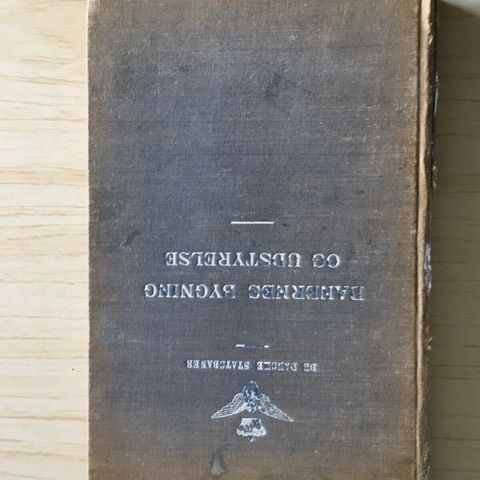 DE DANSKE STATSBANER
BANERNES BYGNING
OG UDSTYRELSE